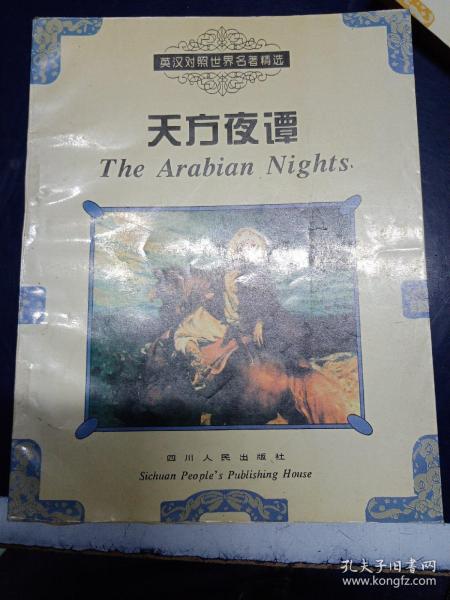 英汉对照世界名著精选
天方夜谭
The Arabian Nights
四川人民出版社
Sichuan People's Publishing House
孔夫子旧书网
www.kongfz.com